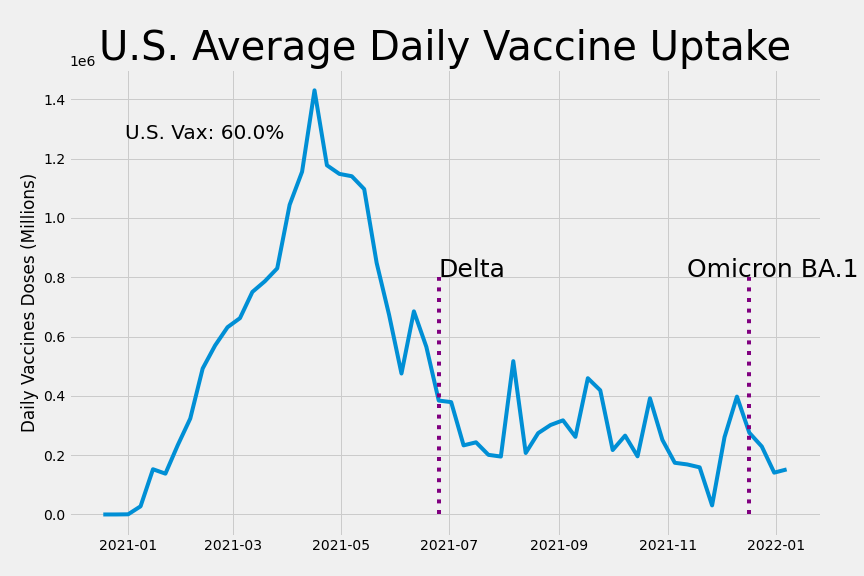 U.S. Average Daily Vaccine Uptake
1e6
1.4
U.S. Vax: 60.0%
1.2
1.0
0.8
0.6
0.4
0.2
0.0
Daily Vaccines Doses (Millions)
Delta
Omicron BA.1
2021-01
2021-03
2021-05
2021-07
2021-09
2021-11
2022-01